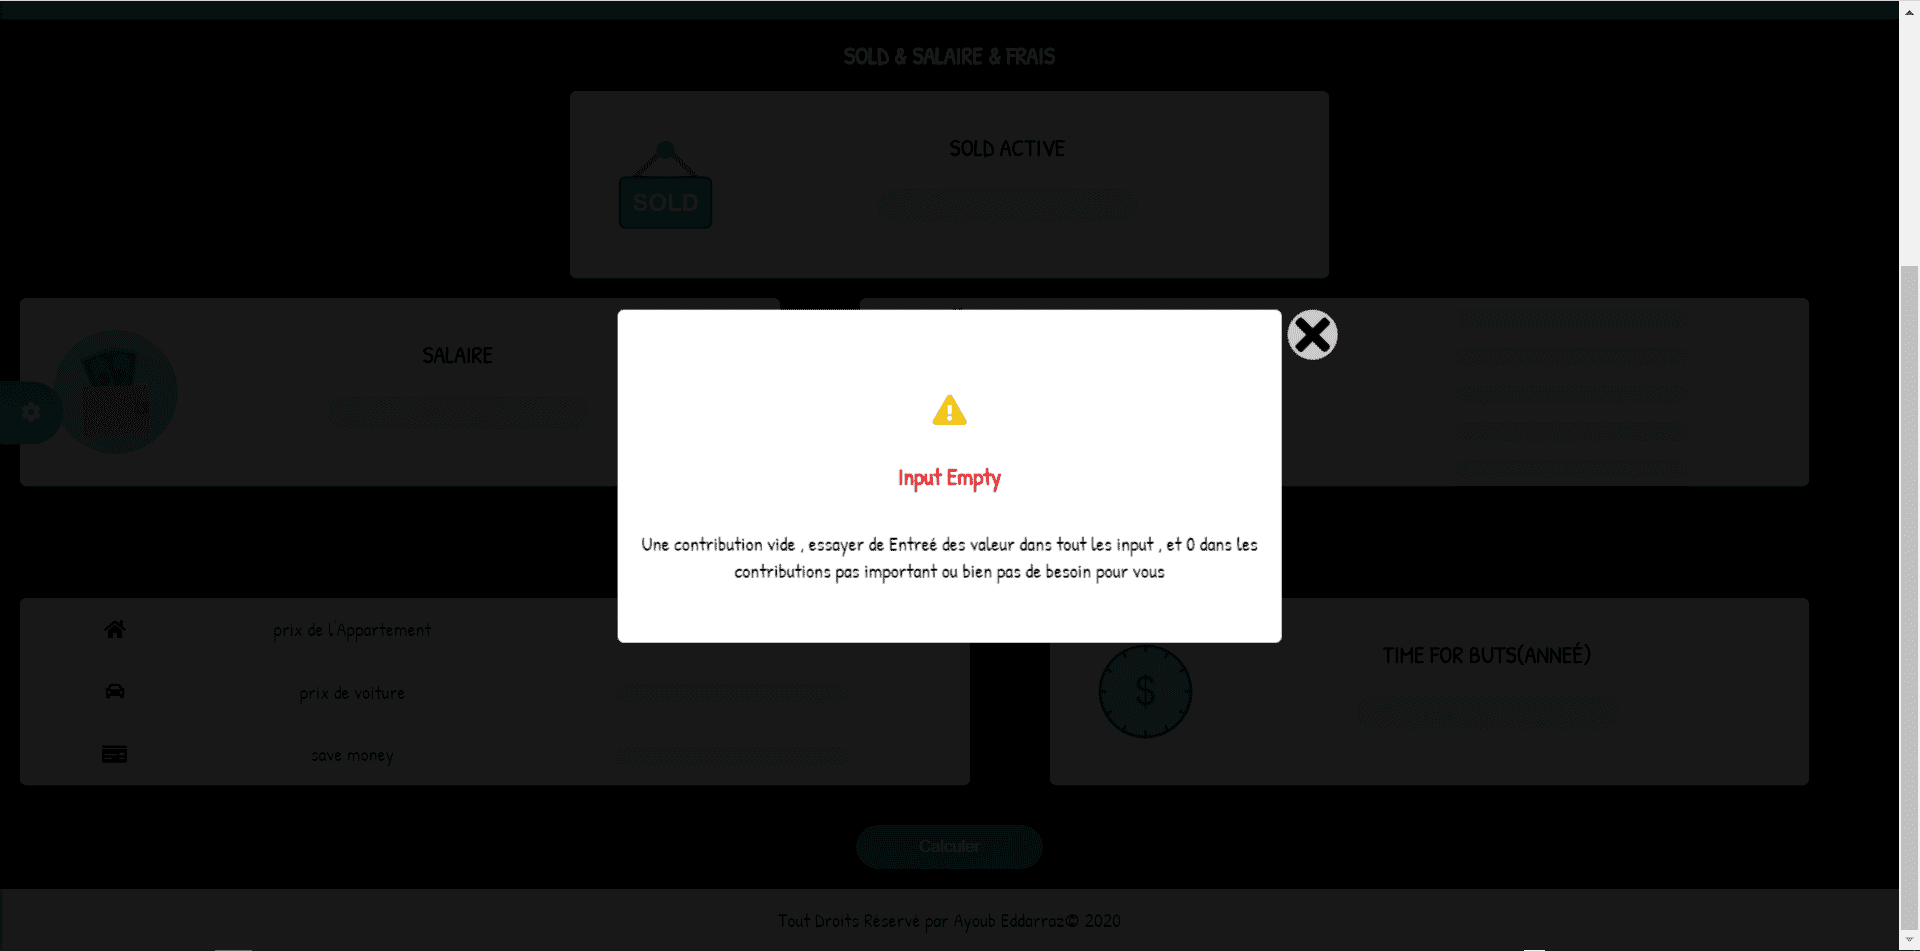 SOLD & SALAIRE & FRAIS
SOLD ACTIVE
SOLD
SALAIRE
Input Empty
Une contribution vide , essayer de Entreé des valeur dans tout les input , et 0 dans les
contributions pas important ou bien pas de besoin pour vous
prix de l'Appartement
prix de voiture
save money
TIME FOR BUTS(ANNEÉ)
$
Calculer
Tout Droits Réservé par Ayoub Eddarraz© 2020